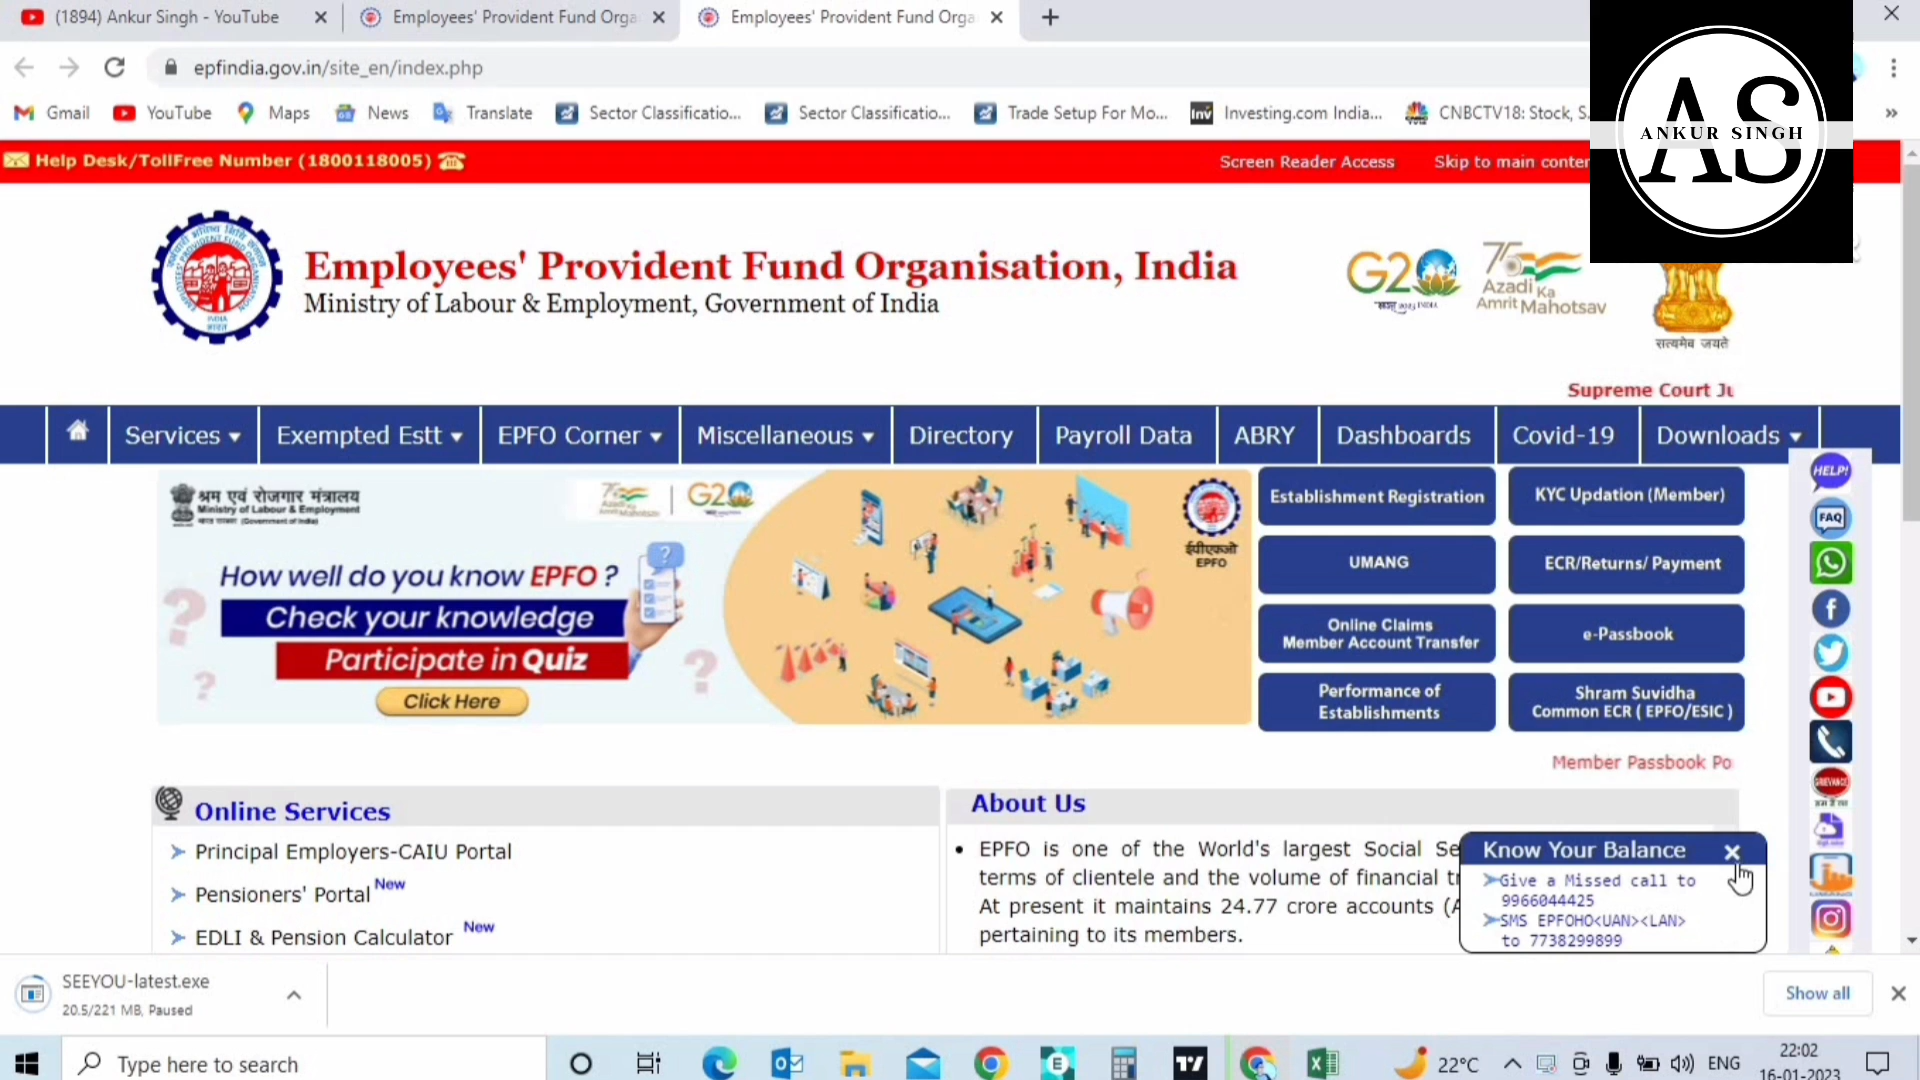 (1894) Ankur Singh - YouTube
Employees' Provident Fund Orga
Employees' Provident Fund Orga
epfindia.gov.in/site_en/index.php
Gmail
YouTube
Maps
News
Translate
Sector Classificatio...
Sector Classificatio...
Trade Setup For Mo...
Investing.com India...
CNBCTV18: Stock, S.
AS
ANKUR SINGH
Help Desk/TollFree Number (1800118005)
Screen Reader Access
Skip to main conter
Employees' Provident Fund Organisation, India
Ministry of Labour & Employment, Government of India
G20
75
Azadi Ka
Amrit Mahotsav
सत्यमेव जयते
Supreme Court Ju
Services
Exempted Estt
EPFO Corner
Miscellaneous
Directory
Payroll Data
ABRY
Dashboards
Covid-19
Downloads
श्रम एवं रोजगार मंत्रालय
Ministry of Labour & Employment
G20
How well do you know EPFO ?
Check your knowledge
Participate in Quiz
Click Here
ईपीएफओ
EPFO
Establishment Registration
KYC Updation (Member)
UMANG
ECR/Returns/ Payment
Online Claims
Member Account Transfer
e-Passbook
Performance of
Establishments
Shram Suvidha
Common ECR ( EPFO/ESIC )
HELP!
FAQ
GRIEVANCE
Member Passbook Po
Online Services
Principal Employers-CAIU Portal
Pensioners' Portal New
EDLI & Pension Calculator New
About Us
EPFO is one of the World's largest Social Se
terms of clientele and the volume of financial t
At present it maintains 24.77 crore accounts (A
pertaining to its members.
Know Your Balance
Give a Missed call to
9966044425
SMS EPFOHO<UAN><LAN>
to 7738299899
SEEYOU-latest.exe
20.5/221 MB, Paused
Show all
Type here to search
22°C
ENG
22:02
16-01-2023